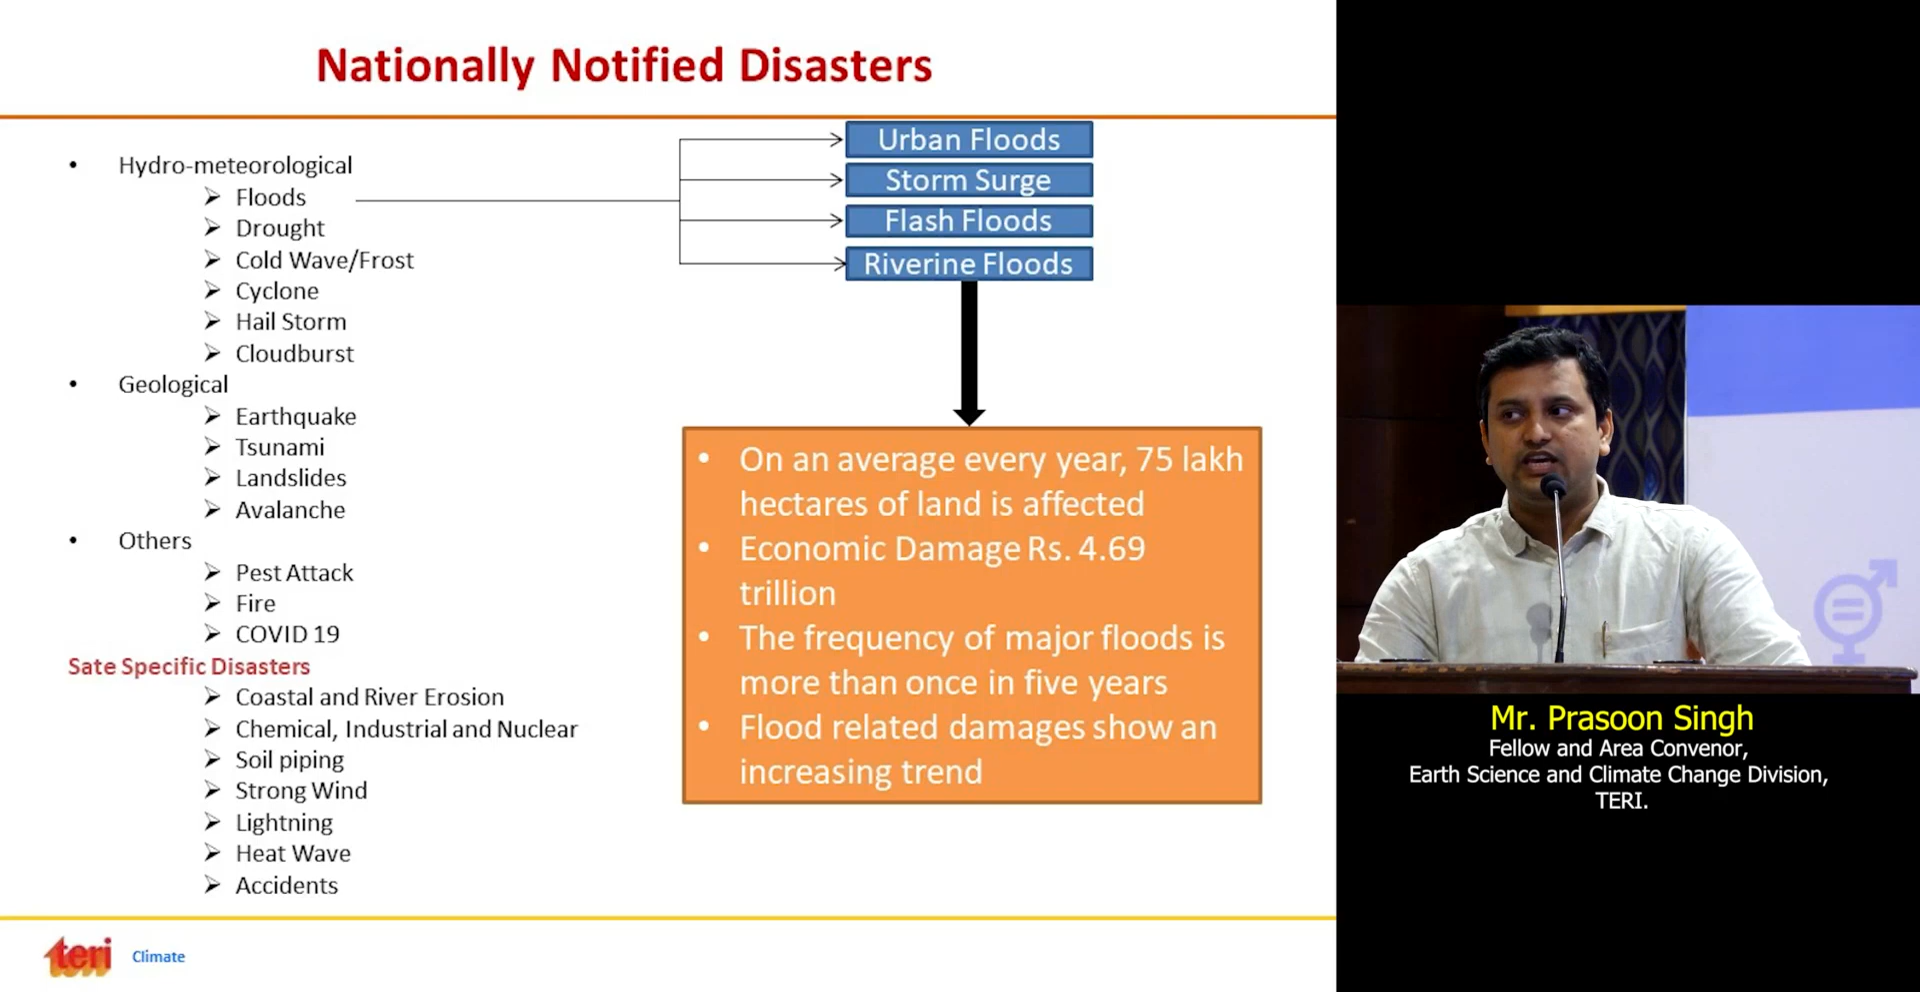 Nationally Notified Disasters
• Hydro-meteorological
➢ Floods
➢ Drought
➢ Cold Wave/Frost
➢ Cyclone
➢ Hail Storm
➢ Cloudburst
• Geological
➢ Earthquake
➢ Tsunami
➢ Landslides
➢ Avalanche
• Others
➢ Pest Attack
➢ Fire
➢ COVID 19
Sate Specific Disasters
➢ Coastal and River Erosion
➢ Chemical, Industrial and Nuclear
➢ Soil piping
➢ Strong Wind
➢ Lightning
➢ Heat Wave
➢ Accidents
Urban Floods
Storm Surge
Flash Floods
Riverine Floods
• On an average every year, 75 lakh
hectares of land is affected
• Economic Damage Rs. 4.69
trillion
• The frequency of major floods is
more than once in five years
• Flood related damages show an
increasing trend
teri
Climate
Mr. Prasoon Singh
Fellow and Area Convenor,
Earth Science and Climate Change Division,
TERI.